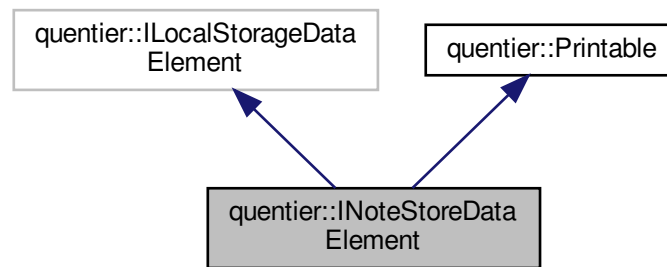 quentier::ILocalStorageData
Element
quentier::Printable
quentier::INoteStoreData
Element